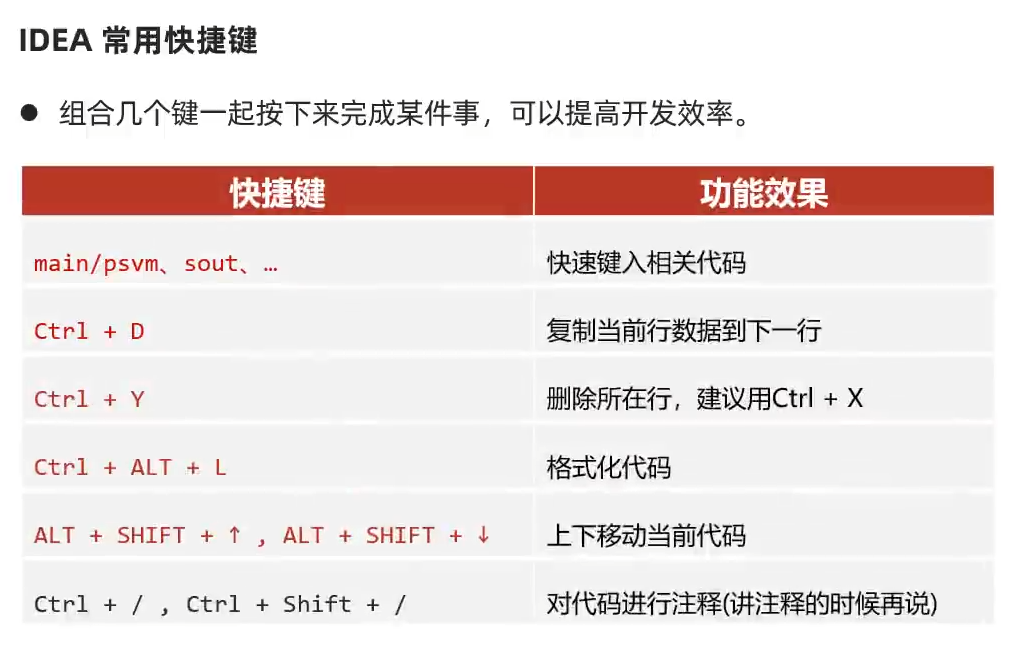 IDEA 常用快捷键
● 组合几个键一起按下来完成某件事，可以提高开发效率。
快捷键 功能效果
main/psvm、sout、… 快速键入相关代码
Ctrl + D 复制当前行数据到下一行
Ctrl + Y 删除所在行，建议用Ctrl + X
Ctrl + ALT + L 格式化代码
ALT + SHIFT + ↑ , ALT + SHIFT + ↓ 上下移动当前代码
Ctrl + / , Ctrl + Shift + / 对代码进行注释(讲注释的时候再说)